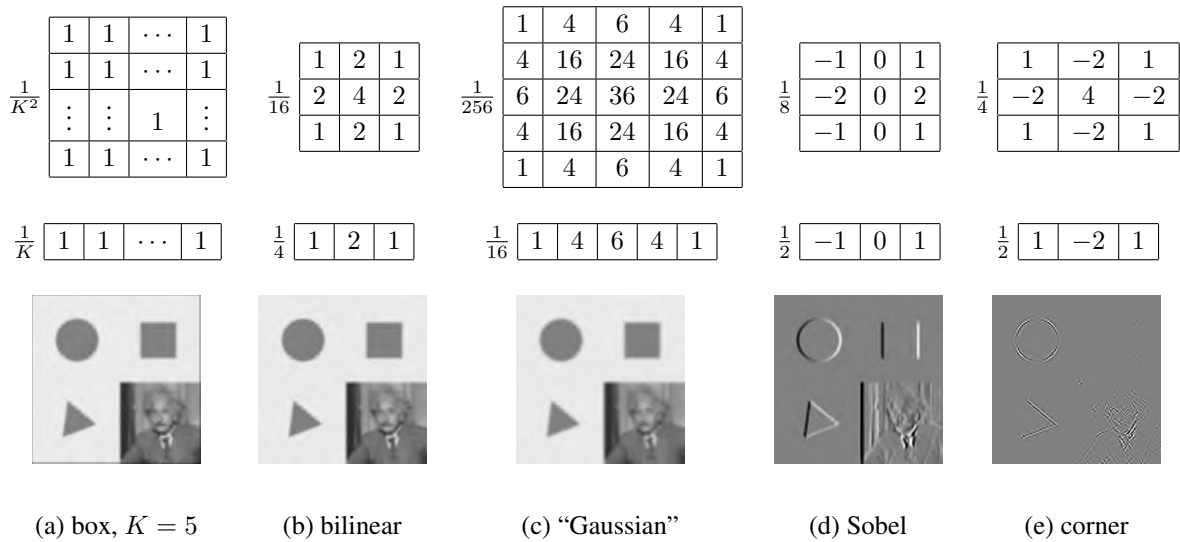 1/K² 
1 1 ⋯ 1
1 1 ⋯ 1
⋮ ⋮ 1 ⋮
1 1 ⋯ 1
1/16
1 2 1
2 4 2
1 2 1
1/256
1 4 6 4 1
4 16 24 16 4
6 24 36 24 6
4 16 24 16 4
1 4 6 4 1
1/8
−1 0 1
−2 0 2
−1 0 1
1/4
1 −2 1
−2 4 −2
1 −2 1
1/K 1 1 ⋯ 1
1/4 1 2 1
1/16 1 4 6 4 1
1/2 −1 0 1
1/2 1 −2 1
(a) box, K = 5
(b) bilinear
(c) “Gaussian”
(d) Sobel
(e) corner